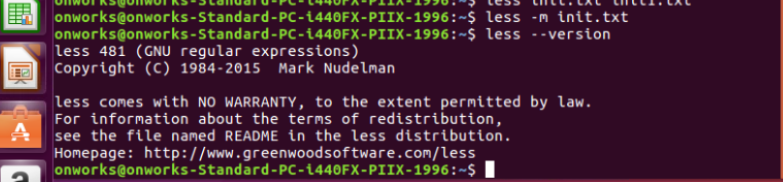 onworks@onworks-Standard-PC-i440FX-PIIX-1996:~$ less init.txt init1.txt
onworks@onworks-Standard-PC-i440FX-PIIX-1996:~$ less -m init.txt
onworks@onworks-Standard-PC-i440FX-PIIX-1996:~$ less --version
less 481 (GNU regular expressions)
Copyright (C) 1984-2015  Mark Nudelman

less comes with NO WARRANTY, to the extent permitted by law.
For information about the terms of redistribution,
see the file named README in the less distribution.
Homepage: http://www.greenwoodsoftware.com/less
onworks@onworks-Standard-PC-i440FX-PIIX-1996:~$